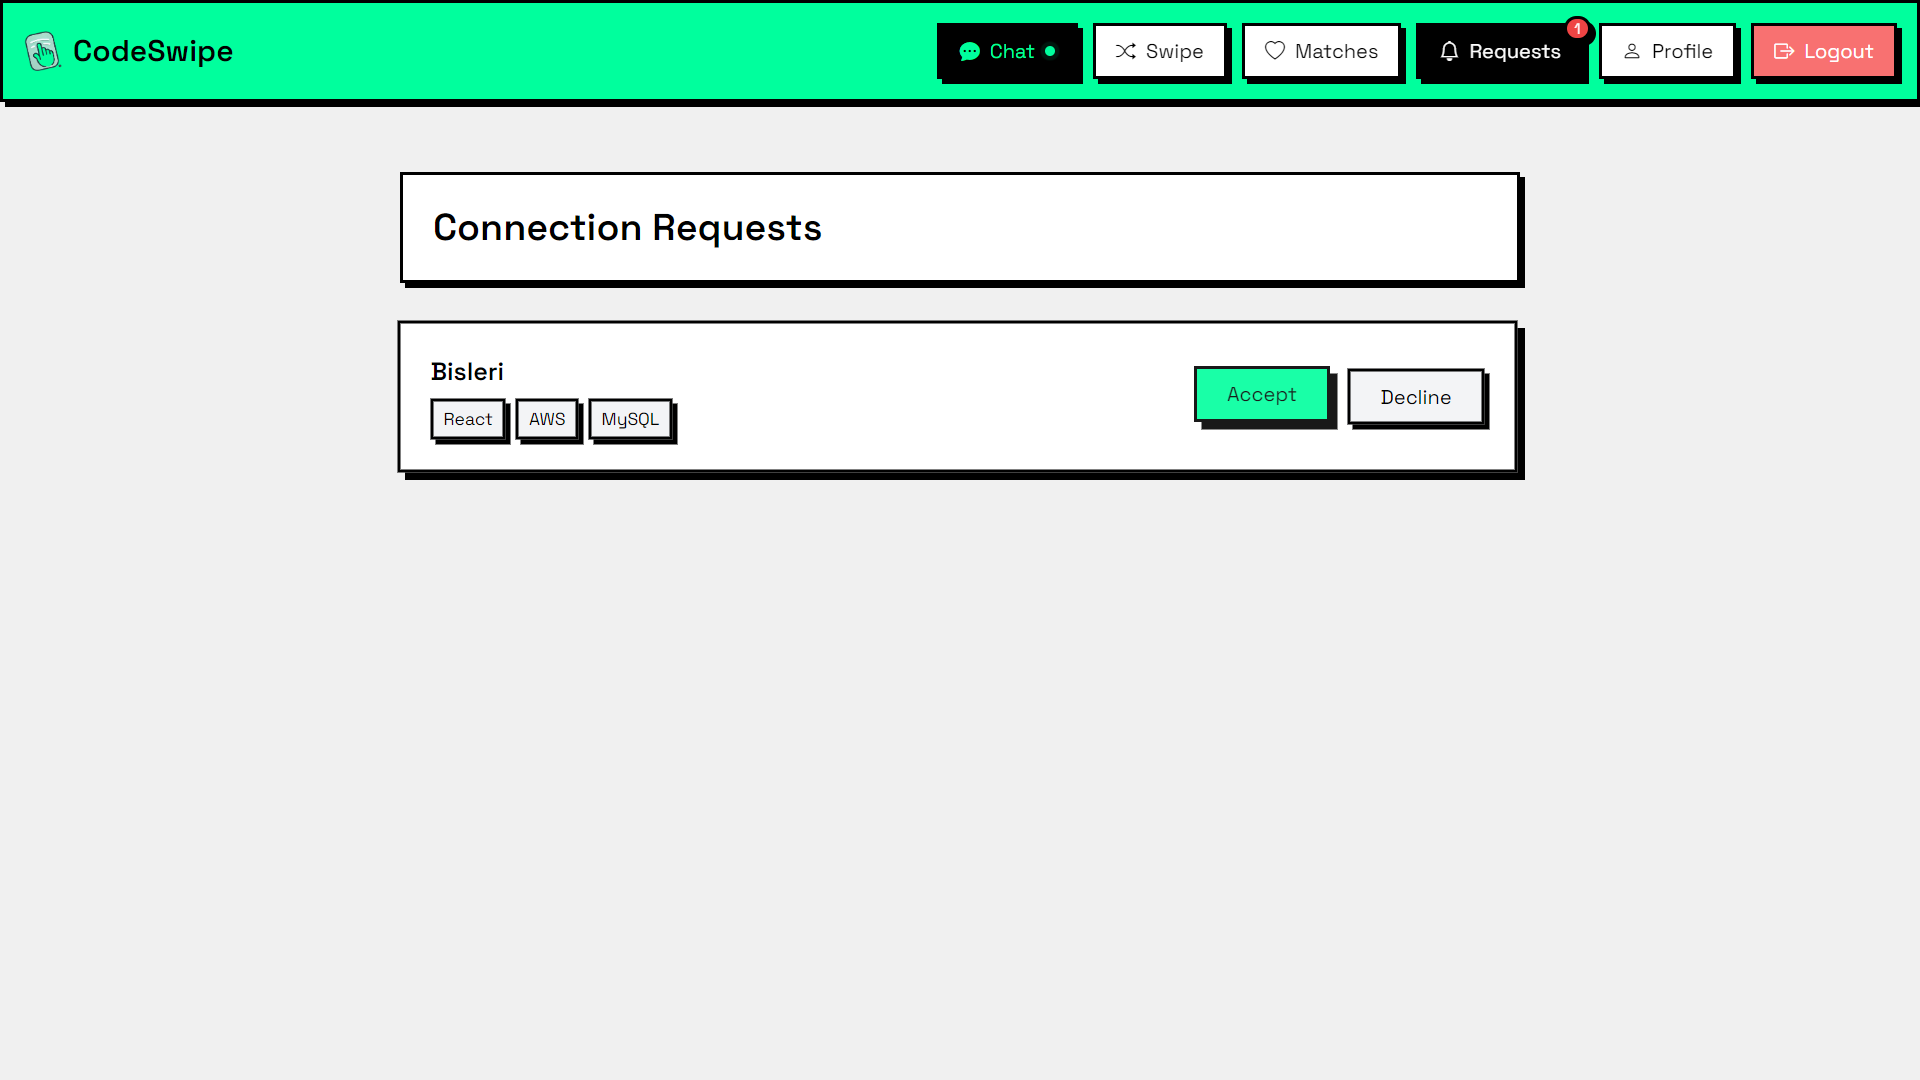 CodeSwipe
Chat
Swipe
Matches
Requests
1
Profile
Logout
Connection Requests
Bisleri
React
AWS
MySQL
Accept
Decline